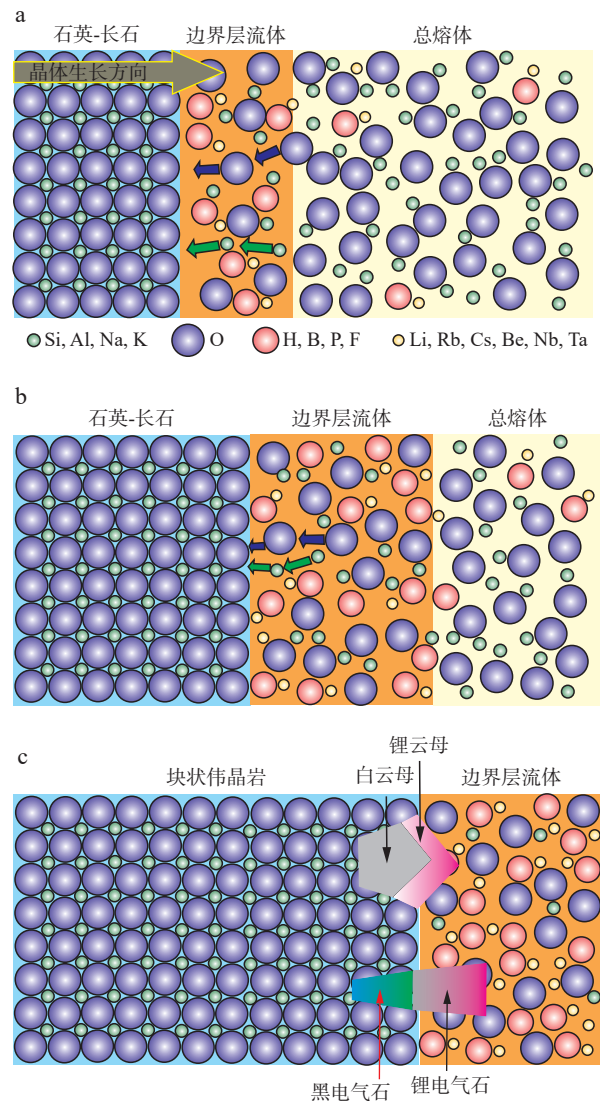 a
石英-长石 边界层流体 总熔体
晶体生长方向
Si, Al, Na, K O H, B, P, F Li, Rb, Cs, Be, Nb, Ta
b
石英-长石 边界层流体 总熔体
c
锂云母
块状伟晶岩 白云母 边界层流体
黑电气石 锂电气石